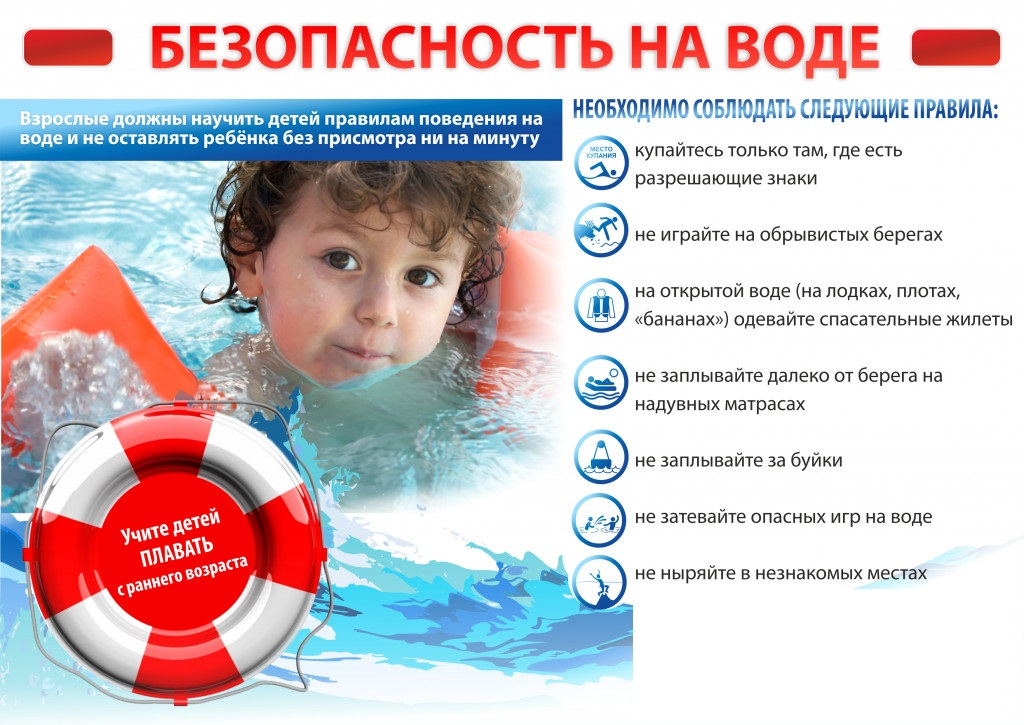 БЕЗОПАСНОСТЬ НА ВОДЕ
Взрослые должны научить детей правилам поведения на
воде и не оставлять ребёнка без присмотра ни на минуту
НЕОБХОДИМО СОБЛЮДАТЬ СЛЕДУЮЩИЕ ПРАВИЛА:
МЕСТО
КУПАНИЯ
купайтесь только там, где есть
разрешающие знаки
не играйте на обрывистых берегах
на открытой воде (на лодках, плотах,
«бананах») одевайте спасательные жилеты
не заплывайте далеко от берега на
надувных матрасах
не заплывайте за буйки
не затевайте опасных игр на воде
не ныряйте в незнакомых местах
Учите детей
ПЛАВАТЬ
с раннего возраста